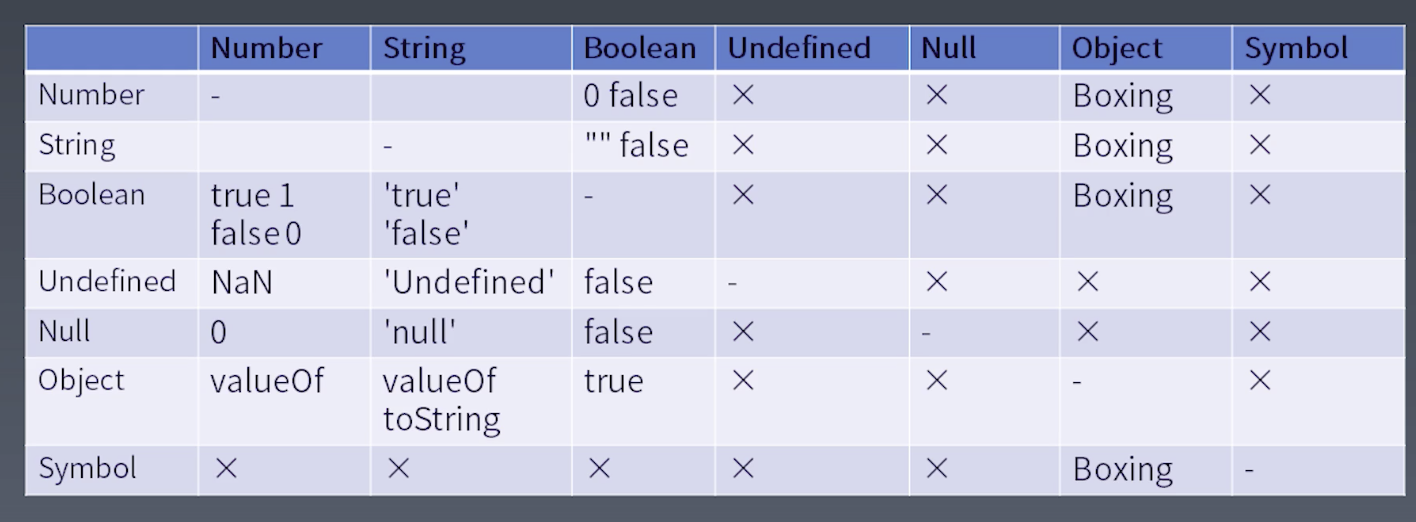 Number String Boolean Undefined Null Object Symbol
Number - 0 false × × Boxing ×
String - "" false × × Boxing ×
Boolean true 1 'true' - × × Boxing ×
false 0 'false'
Undefined NaN 'Undefined' false - × × ×
Null 0 'null' false × - × ×
Object valueOf valueOf true × × - ×
toString
Symbol × × × × × Boxing -